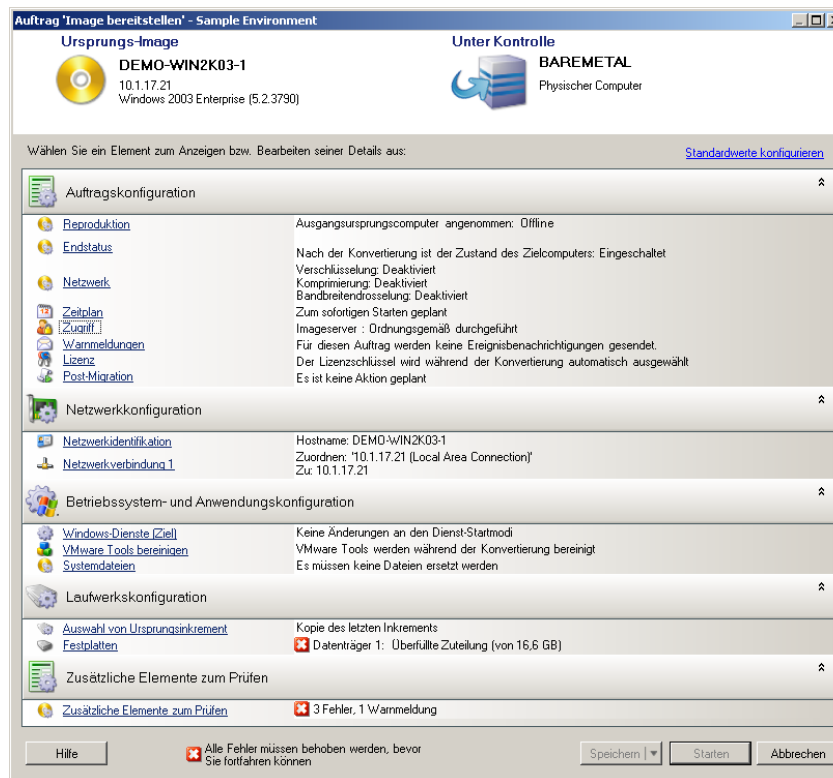 Auftrag 'Image bereitstellen' - Sample Environment
Ursprungs-Image
DEMO-WIN2K03-1
10.1.17.21
Windows 2003 Enterprise (5.2.3790)
Unter Kontrolle
BAREMETAL
Physischer Computer
Wählen Sie ein Element zum Anzeigen bzw. Bearbeiten seiner Details aus:
Standardwerte konfigurieren
Auftragskonfiguration
Reproduktion
Ausgangsursprungscomputer angenommen: Offline
Endstatus
Nach der Konvertierung ist der Zustand des Zielcomputers: Eingeschaltet
Netzwerk
Verschlüsselung: Deaktiviert
Komprimierung: Deaktiviert
Bandbreitendrosselung: Deaktiviert
Zeitplan
Zum sofortigen Starten geplant
Zugriff
Imageserver : Ordnungsgemäß durchgeführt
Warnmeldungen
Für diesen Auftrag werden keine Ereignisbenachrichtigungen gesendet.
Lizenz
Der Lizenzschlüssel wird während der Konvertierung automatisch ausgewählt
Post-Migration
Es ist keine Aktion geplant
Netzwerkkonfiguration
Netzwerkidentifikation
Hostname: DEMO-WIN2K03-1
Netzwerkverbindung 1
Zuordnen: '10.1.17.21 (Local Area Connection)'
Zu: 10.1.17.21
Betriebssystem- und Anwendungskonfiguration
Windows-Dienste (Ziel)
Keine Änderungen an den Dienst-Startmodi
VMware Tools bereinigen
VMware Tools werden während der Konvertierung bereinigt
Systemdateien
Es müssen keine Dateien ersetzt werden
Laufwerkskonfiguration
Auswahl von Ursprungsinkrement
Kopie des letzten Inkrements
Festplatten
Datenträger 1: Überfüllte Zuteilung (von 16,6 GB)
Zusätzliche Elemente zum Prüfen
Zusätzliche Elemente zum Prüfen
3 Fehler, 1 Warnmeldung
Hilfe
Alle Fehler müssen behoben werden, bevor
Sie fortfahren können
Speichern
Starten
Abbrechen